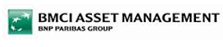 BMCI ASSET MANAGEMENT
BNP PARIBAS GROUP